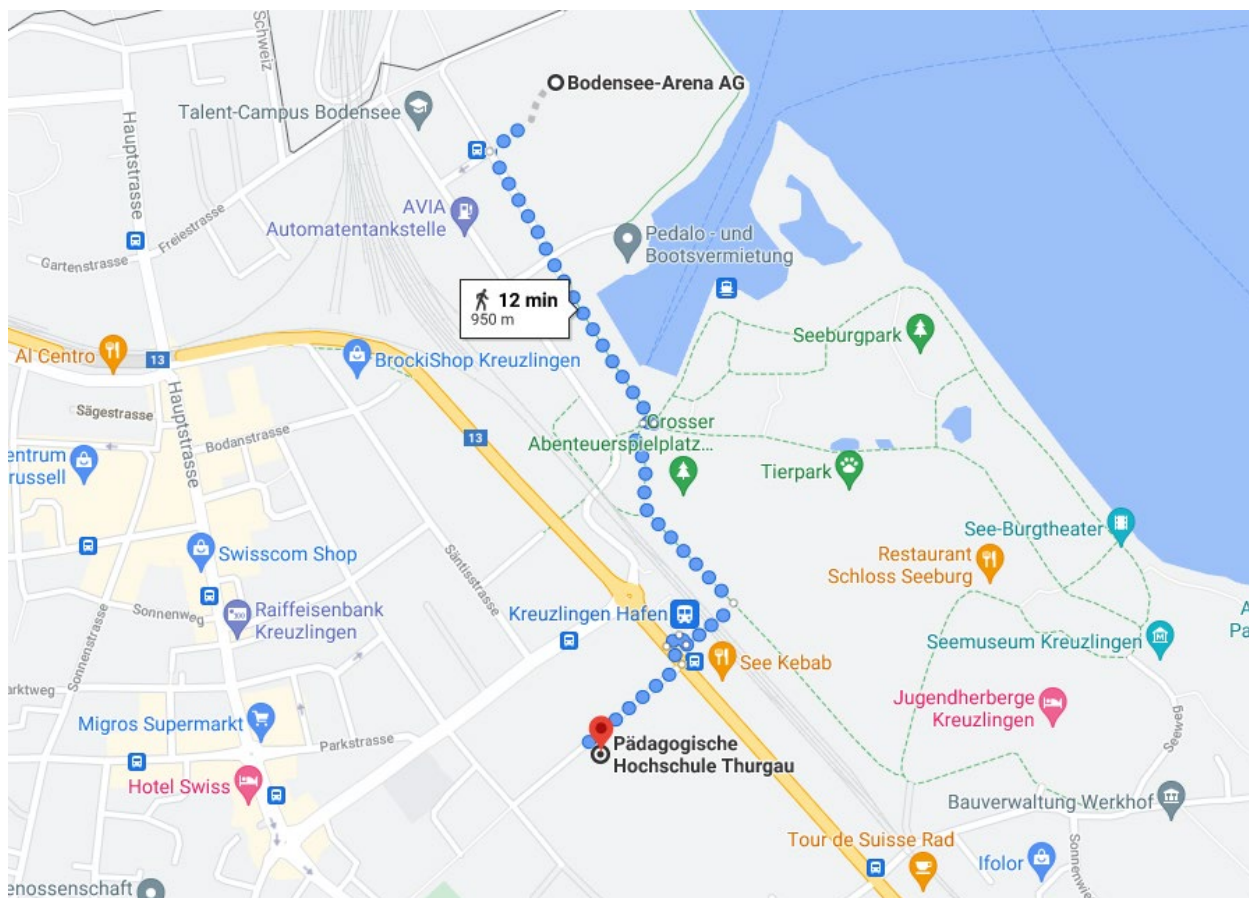 Schweiz
Bodensee-Arena AG
Talent-Campus Bodensee
Hauptstrasse
AVIA
Automatentankstelle
Freiestrasse
Gartenstrasse
Pedalo - und
Bootsvermietung
12 min
950 m
Seeburgpark
Al Centro
13
BrockiShop Kreuzlingen
Sägestrasse
Hauptstrasse
Bodanstrasse
13
Grosser
Abenteuerspielplatz...
Tierpark
entrum
russell
See-Burgtheater
Swisscom Shop
Säntisstrasse
Restaurant
Schloss Seeburg
Sonnenweg
Raiffeisenbank
Kreuzlingen
Kreuzlingen Hafen
A
Pa
Sonnenstrasse
Seemuseum Kreuzlingen
See Kebab
arktweg
Jugendherberge
Kreuzlingen
Migros Supermarkt
Parkstrasse
Pädagogische
Hochschule Thurgau
Seeweg
Hotel Swiss
Bauverwaltung Werkhof
Tour de Suisse Rad
Ifolor
Sonnenwie
enossenschaft